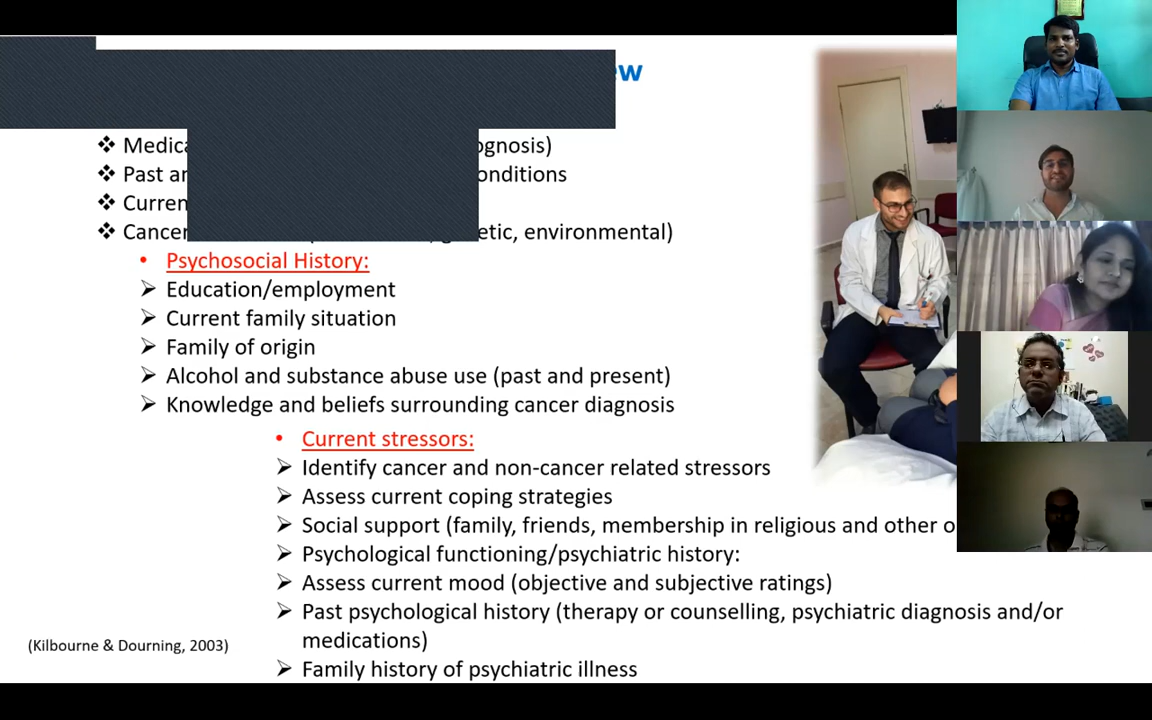 ❖ ognosis)
❖ Past onditions
❖
❖ Cancer environmental)
• Psychosocial History:
➢ Education/employment
➢ Current family situation
➢ Family of origin
➢ Alcohol and substance abuse use (past and present)
➢ Knowledge and beliefs surrounding cancer diagnosis
• Current stressors:
➢ Identify cancer and non-cancer related stressors
➢ Assess current coping strategies
➢ Social support (family, friends, membership in religious and other
➢ Psychological functioning/psychiatric history:
➢ Assess current mood (objective and subjective ratings)
➢ Past psychological history (therapy or counselling, psychiatric diagnosis and/or
medications)
(Kilbourne & Dourning, 2003)
➢ Family history of psychiatric illness